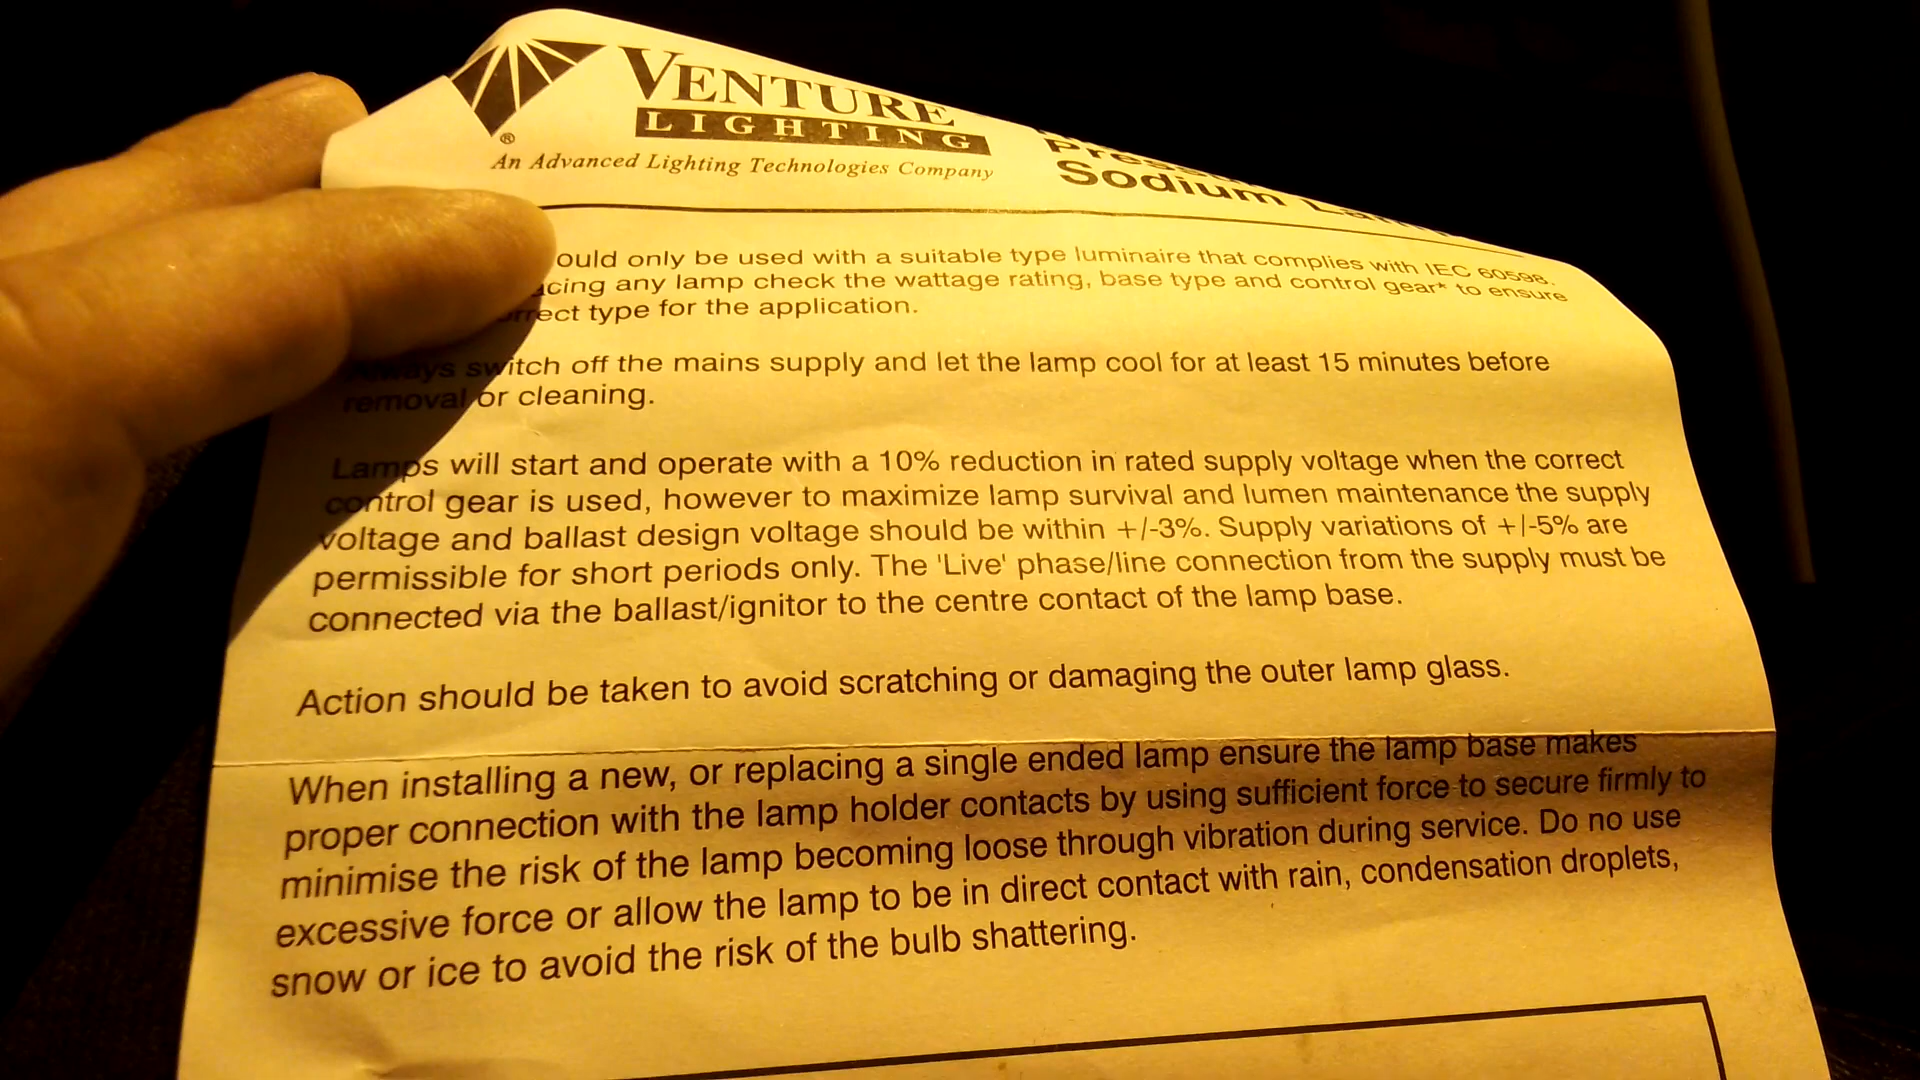 VENTURE
LIGHTING
®
An Advanced Lighting Technologies Company
Sodium
only be used with a suitable type luminaire that complies with IEC 60598.
any lamp check the wattage rating, base type and control gear* to ensure
type for the application.
Always switch off the mains supply and let the lamp cool for at least 15 minutes before
removal or cleaning.
Lamps will start and operate with a 10% reduction in rated supply voltage when the correct
control gear is used, however to maximize lamp survival and lumen maintenance the supply
voltage and ballast design voltage should be within +/-3%. Supply variations of +/-5% are
permissible for short periods only. The 'Live' phase/line connection from the supply must be
connected via the ballast/ignitor to the centre contact of the lamp base.
Action should be taken to avoid scratching or damaging the outer lamp glass.
When installing a new, or replacing a single ended lamp ensure the lamp base makes
proper connection with the lamp holder contacts by using sufficient force to secure firmly to
minimise the risk of the lamp becoming loose through vibration during service. Do no use
excessive force or allow the lamp to be in direct contact with rain, condensation droplets,
snow or ice to avoid the risk of the bulb shattering.